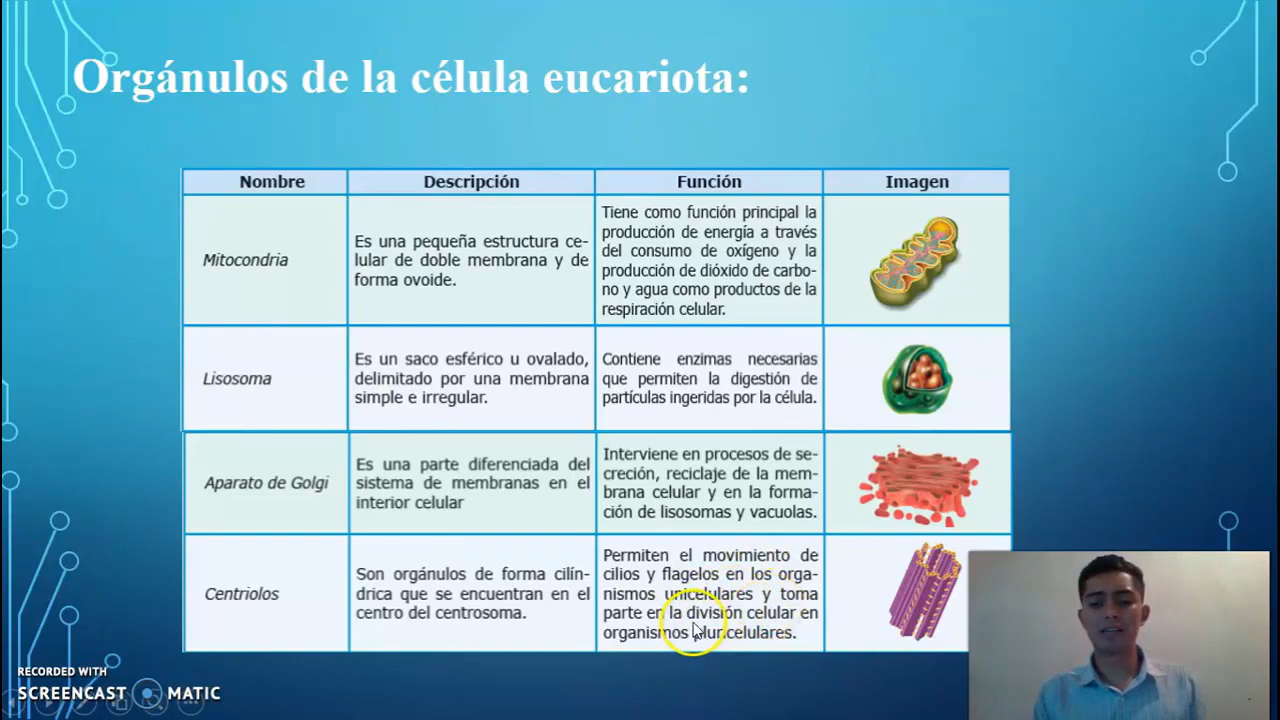 Orgánulos de la célula eucariota:
Nombre
Descripción
Función
Imagen
Mitocondria
Es una pequeña estructura ce-
lular de doble membrana y de
forma ovoide.
Tiene como función principal la
producción de energía a través
del consumo de oxígeno y la
producción de dióxido de carbo-
no y agua como productos de la
respiración celular.
Lisosoma
Es un saco esférico u ovalado,
delimitado por una membrana
simple e irregular.
Contiene enzimas necesarias
que permiten la digestión de
partículas ingeridas por la célula.
Aparato de Golgi
Es una parte diferenciada del
sistema de membranas en el
interior celular
Interviene en procesos de se-
creción, reciclaje de la mem-
brana celular y en la forma-
ción de lisosomas y vacuolas.
Centriolos
Son orgánulos de forma cilín-
drica que se encuentran en el
centro del centrosoma.
Permiten el movimiento de
cilios y flagelos en los orga-
nismos unicelulares y toma
parte en la división celular en
organismos pluricelulares.
RECORDED WITH
SCREENCAST MATIC